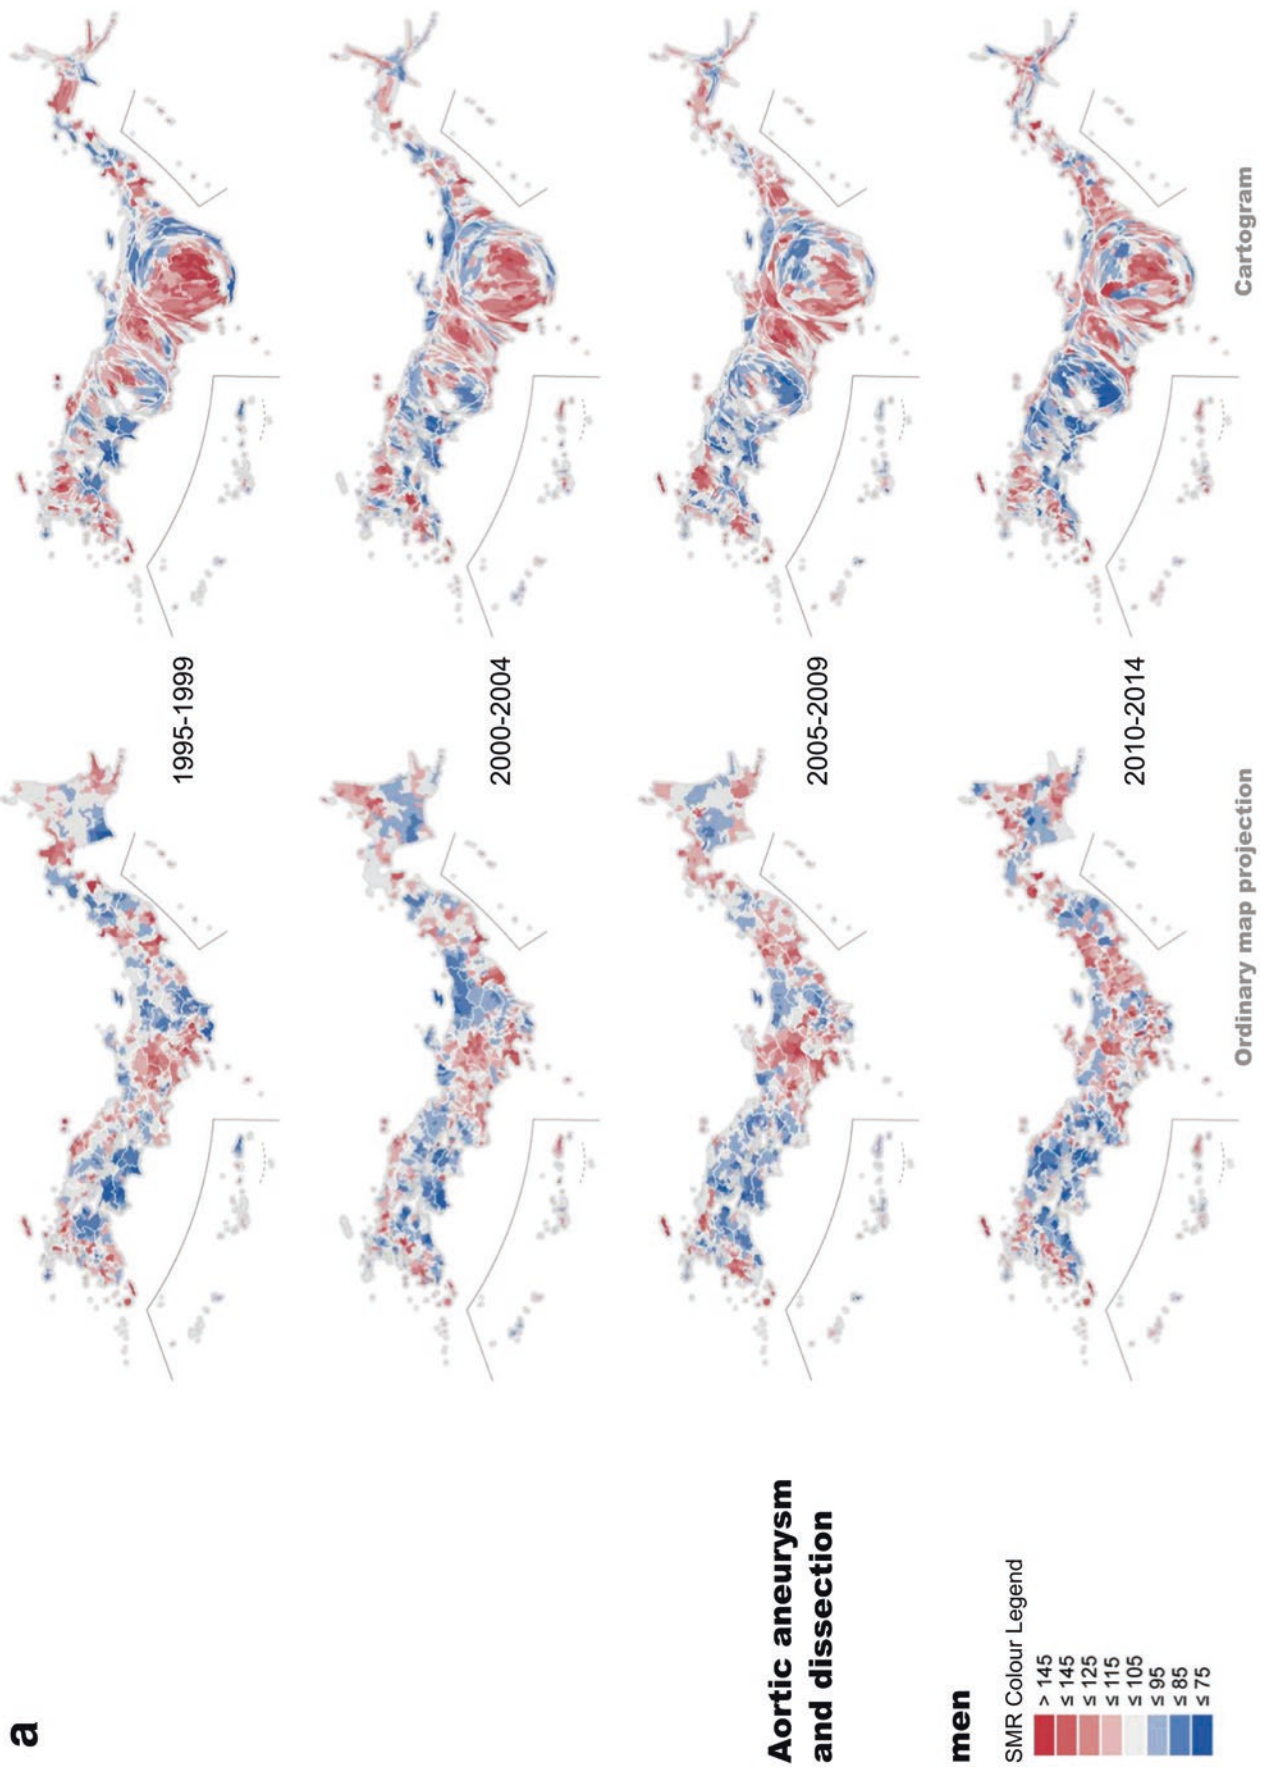 a
1995-1999
2000-2004
2005-2009
2010-2014
Ordinary map projection
Cartogram
Aortic aneurysm
and dissection
men
SMR Colour Legend
> 145
≤ 145
≤ 125
≤ 115
≤ 105
≤ 95
≤ 85
≤ 75